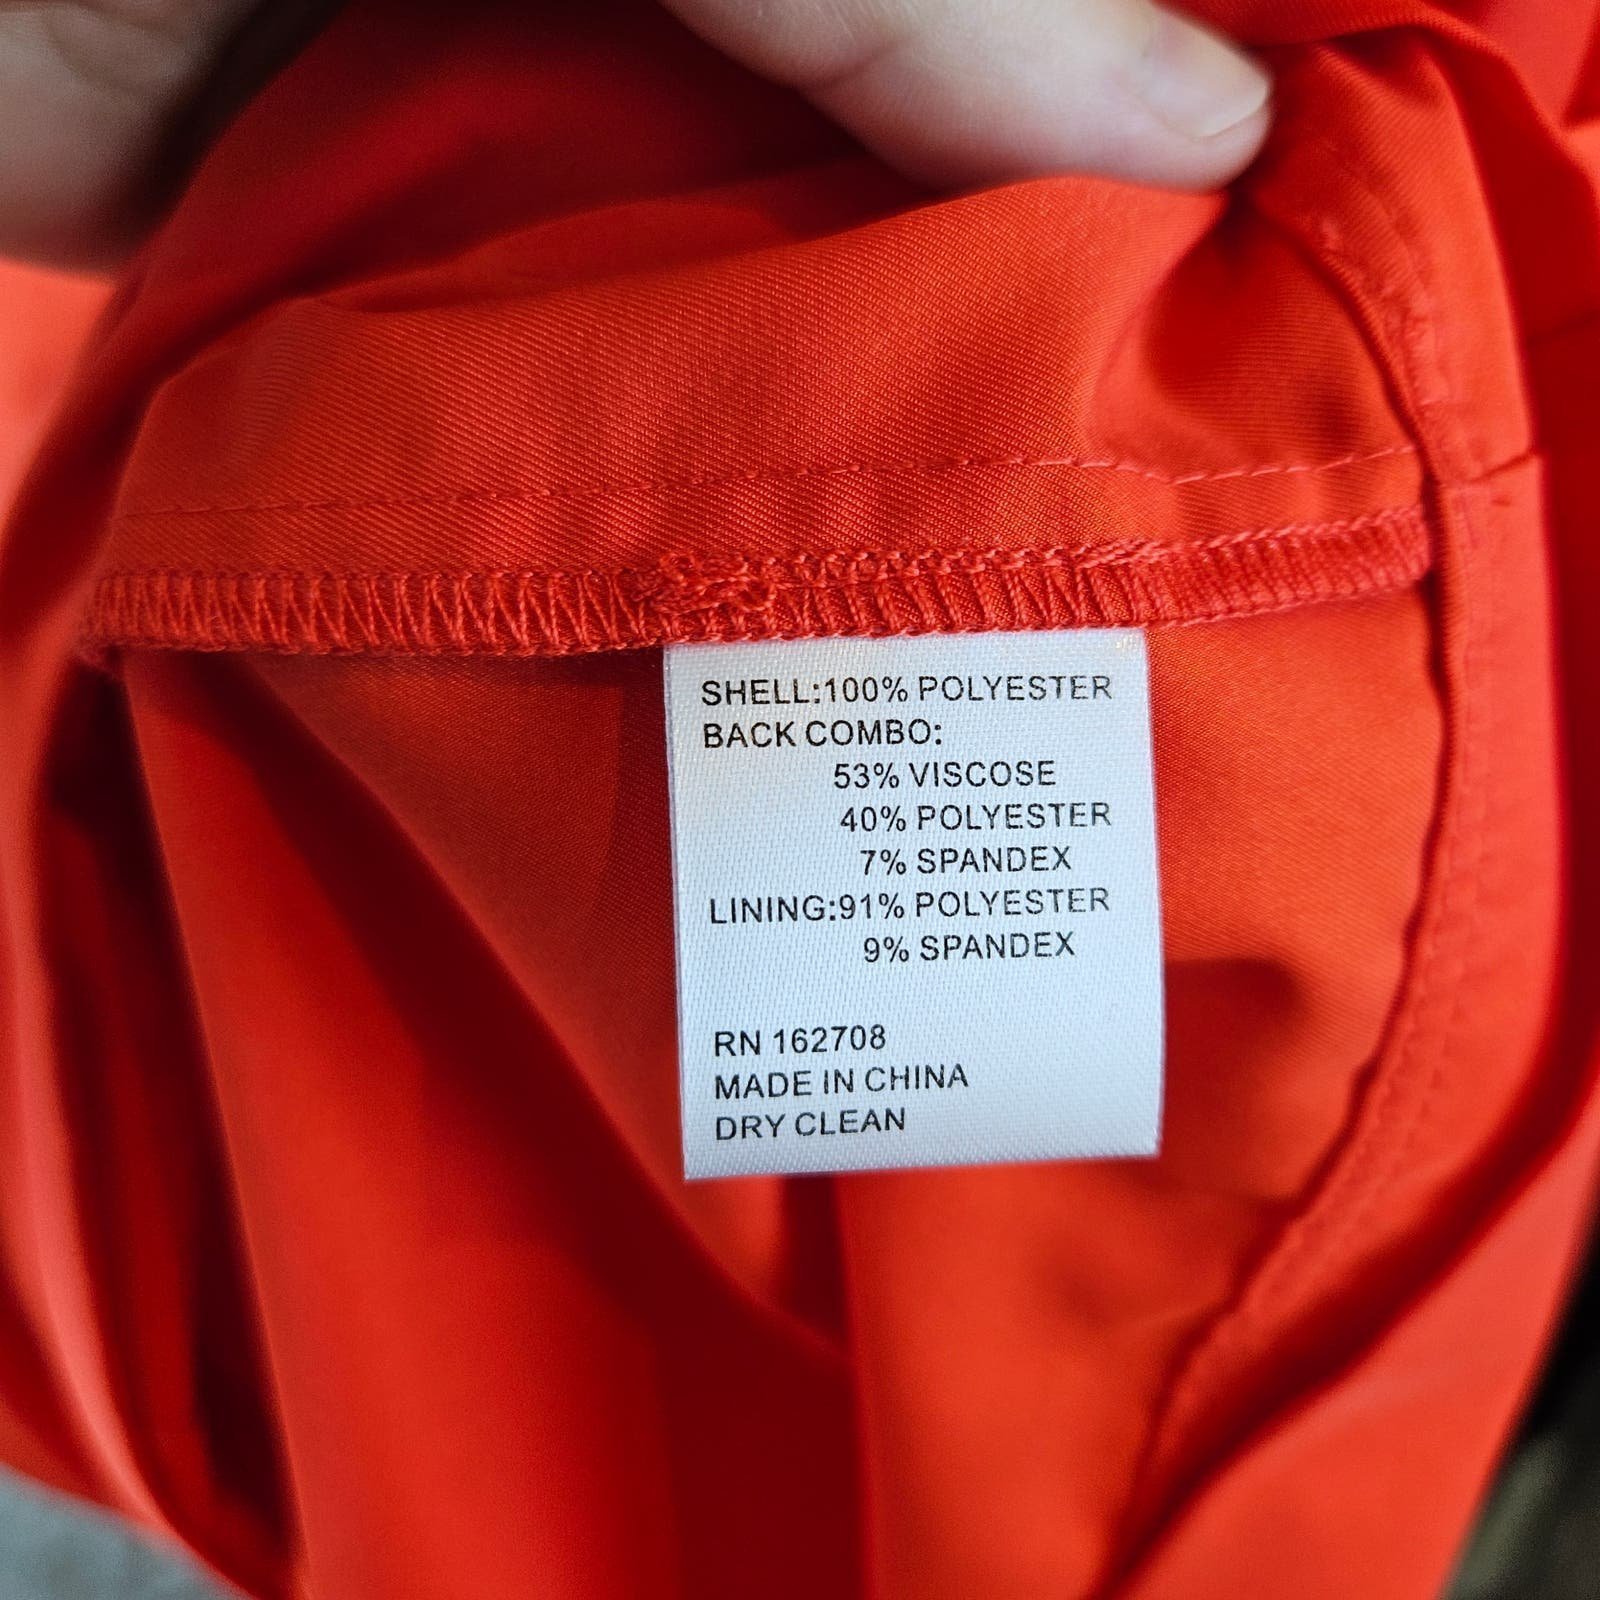 SHELL:100% POLYESTER
BACK COMBO:
53% VISCOSE
40% POLYESTER
7% SPANDEX
LINING:91% POLYESTER
9% SPANDEX
RN 162708
MADE IN CHINA
DRY CLEAN